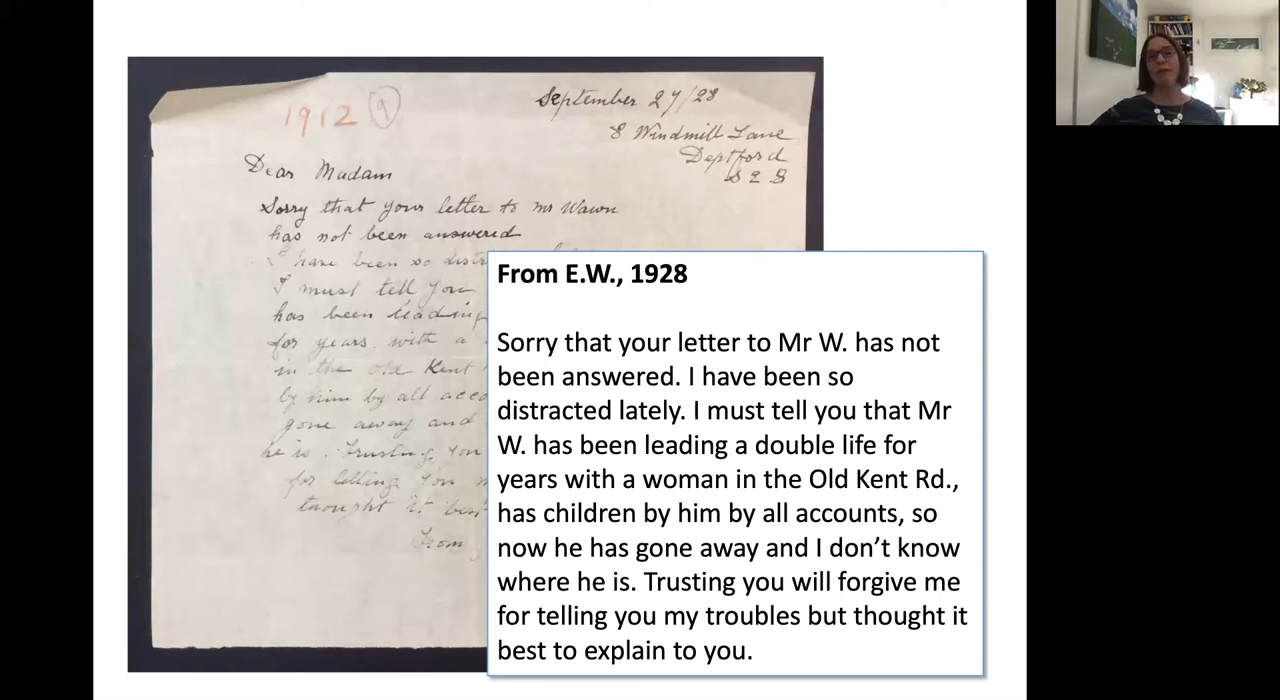 1912 9
September 27/28
8 Windmill Lane
Deptford
S E 8
Dear Madam
Sorry that your letter to Mr Wawn
has not been answered
I have been so distr
I must tell you
has been leading
for years with a
in the old Kent
by him by all acco
gone away and
he is. Trusting you
for telling you m
thought it best
From
From E.W., 1928
Sorry that your letter to Mr W. has not
been answered. I have been so
distracted lately. I must tell you that Mr
W. has been leading a double life for
years with a woman in the Old Kent Rd.,
has children by him by all accounts, so
now he has gone away and I don’t know
where he is. Trusting you will forgive me
for telling you my troubles but thought it
best to explain to you.